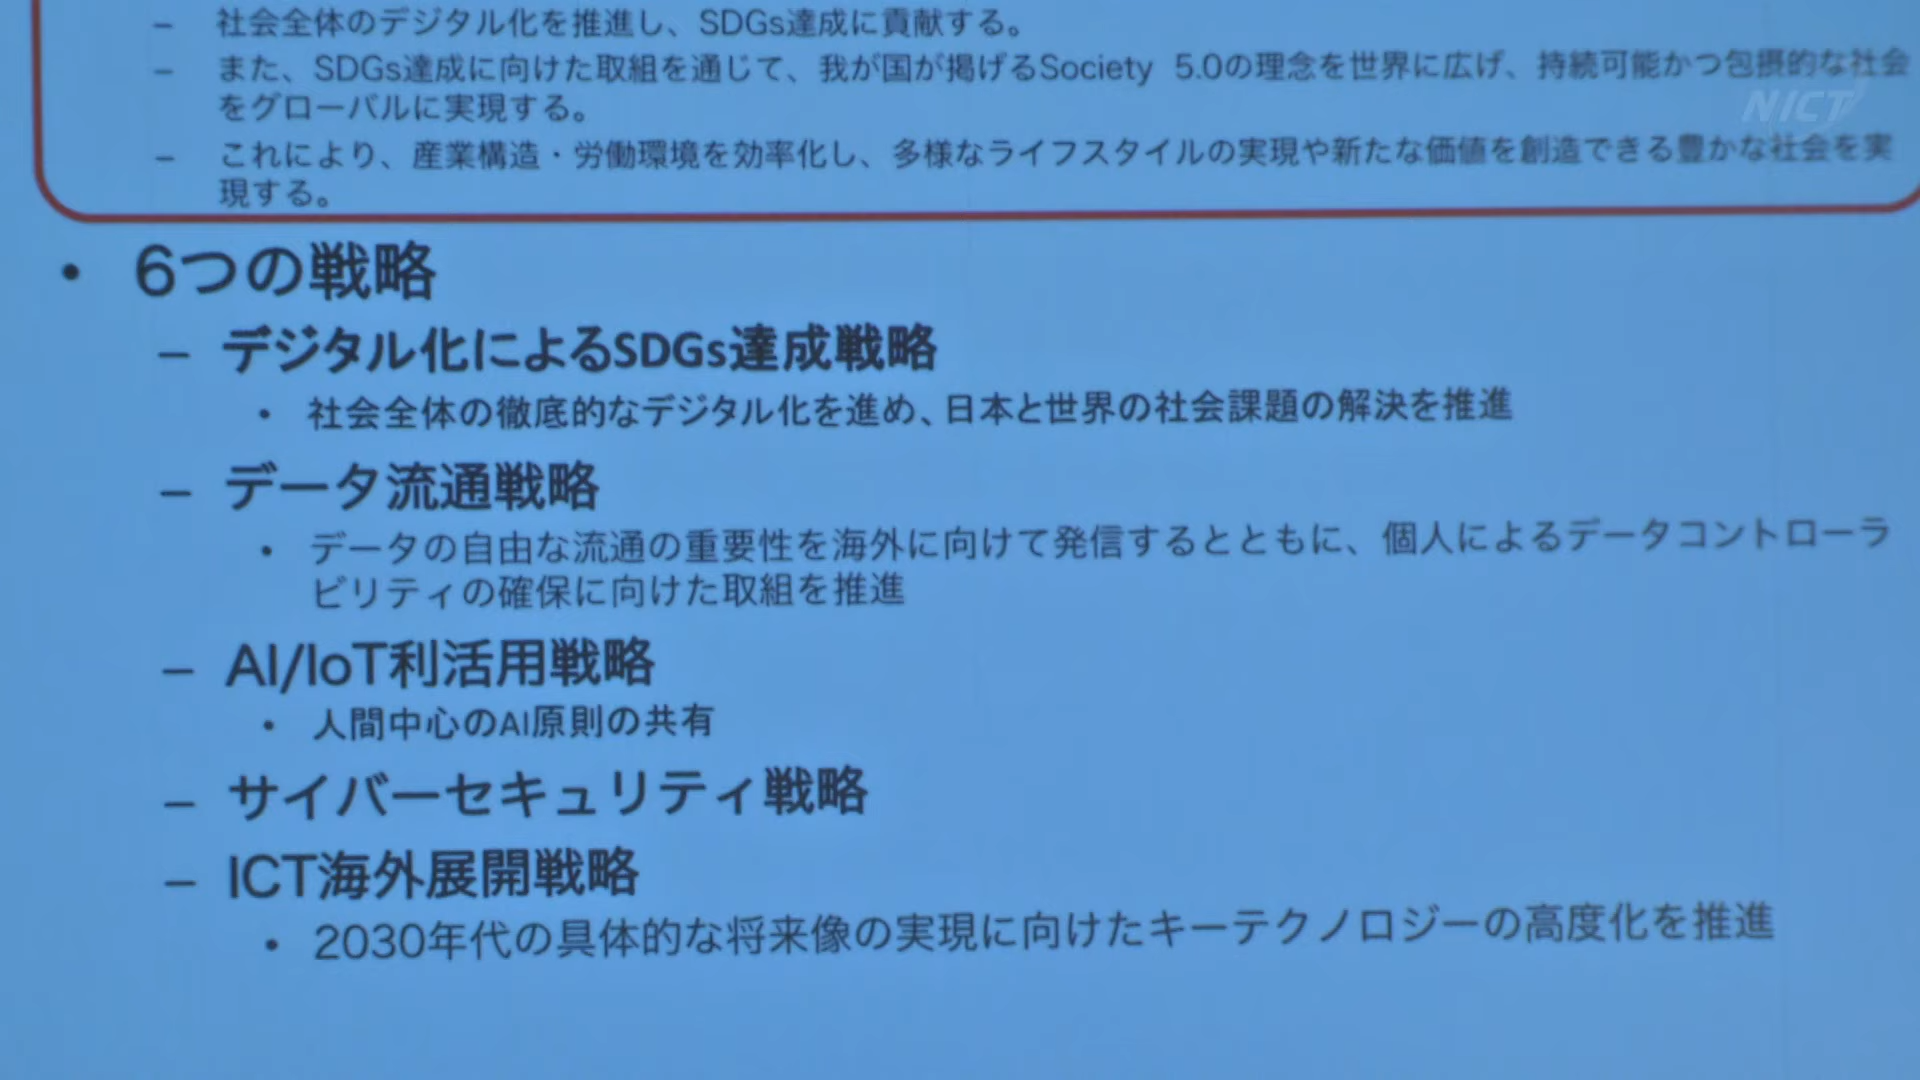 – 社会全体のデジタル化を推進し、SDGs達成に貢献する。
– また、SDGs達成に向けた取組を通じて、我が国が掲げるSociety 5.0の理念を世界に広げ、持続可能かつ包摂的な社会
をグローバルに実現する。
– これにより、産業構造・労働環境を効率化し、多様なライフスタイルの実現や新たな価値を創造できる豊かな社会を実
現する。
• 6つの戦略
– デジタル化によるSDGs達成戦略
• 社会全体の徹底的なデジタル化を進め、日本と世界の社会課題の解決を推進
– データ流通戦略
• データの自由な流通の重要性を海外に向けて発信するとともに、個人によるデータコントローラ
ビリティの確保に向けた取組を推進
– AI/IoT利活用戦略
• 人間中心のAI原則の共有
– サイバーセキュリティ戦略
– ICT海外展開戦略
• 2030年代の具体的な将来像の実現に向けたキーテクノロジーの高度化を推進
NICT